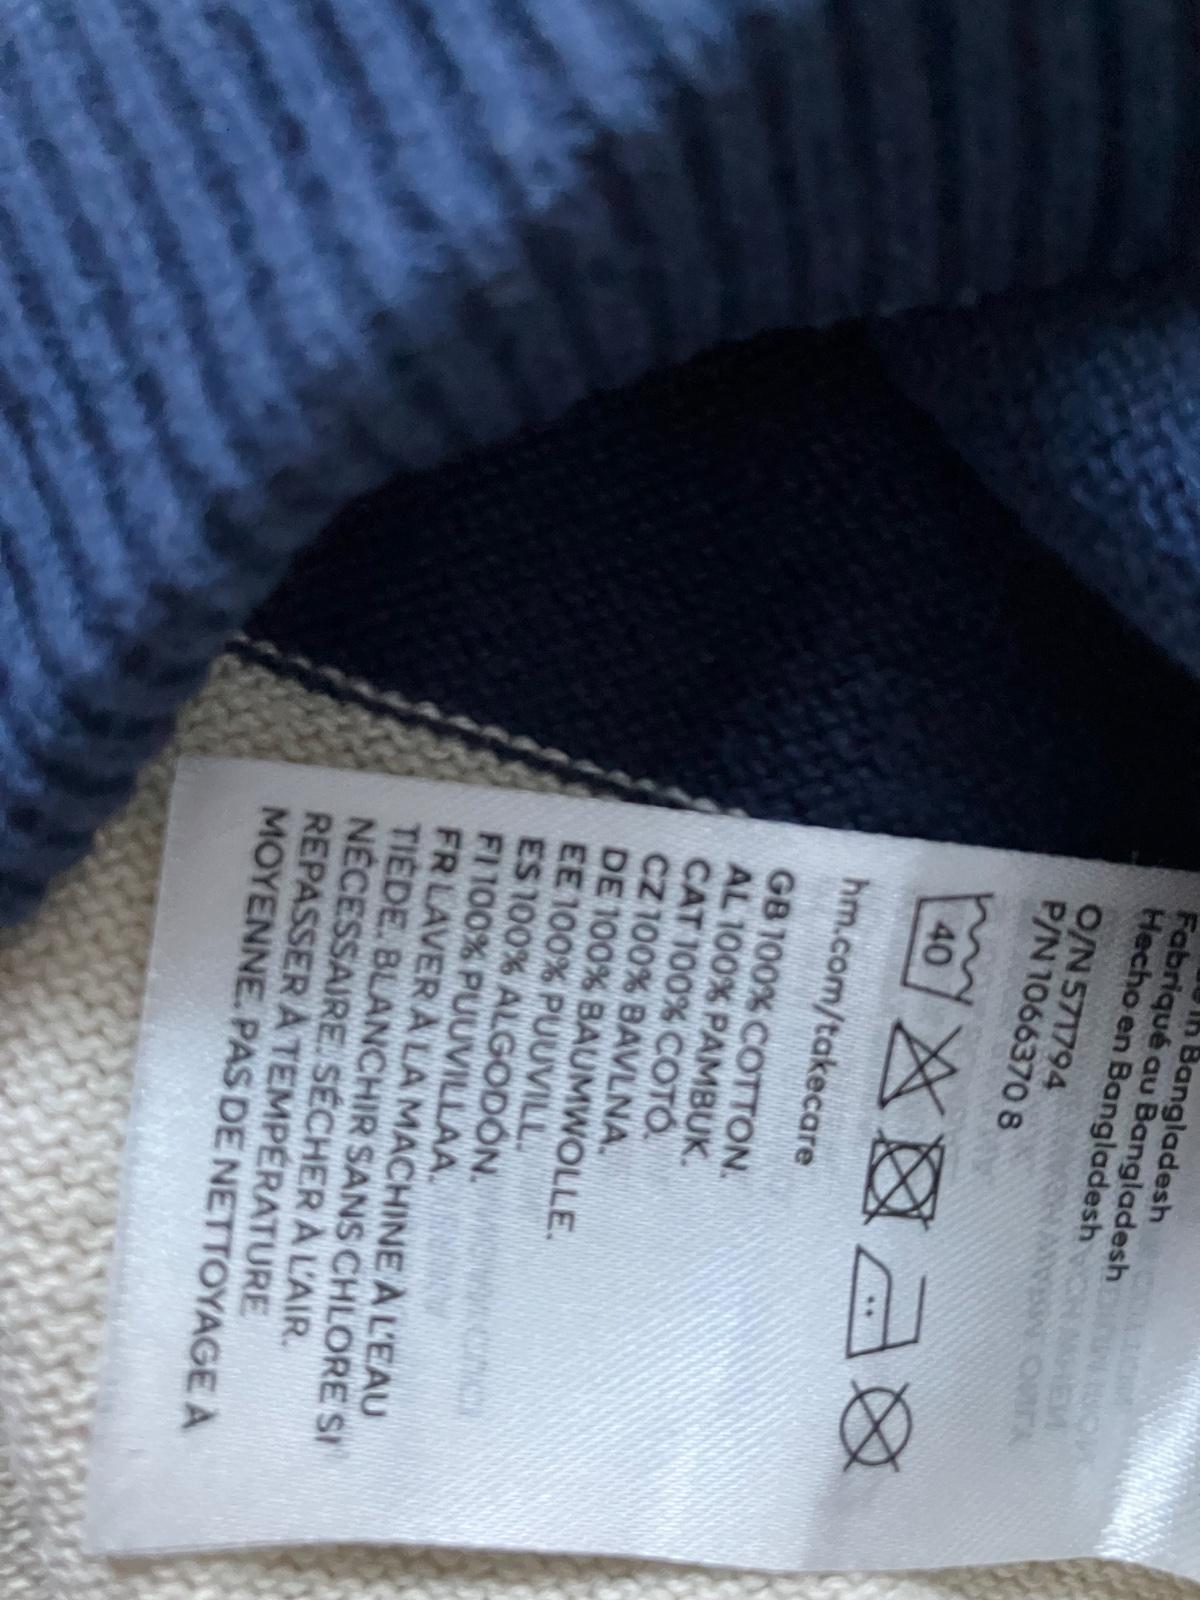 in Bangladesh
Fabriqué au Bangladesh
Hecho en Bangladesh
O/N 571794
P/N 1066370 8
40
hm.com/takecare
GB 100% COTTON.
AL 100% PAMBUK.
CAT 100% COTÓ.
CZ 100% BAVLNA.
DE 100% BAUMWOLLE.
EE 100% PUUVILL.
ES 100% ALGODÓN.
FI 100% PUUVILLAA.
FR LAVER À LA MACHINE À L'EAU
TIÈDE. BLANCHIR SANS CHLORE SI
NÉCESSAIRE. SÉCHER À L'AIR.
REPASSER À TEMPÉRATURE
MOYENNE. PAS DE NETTOYAGE À